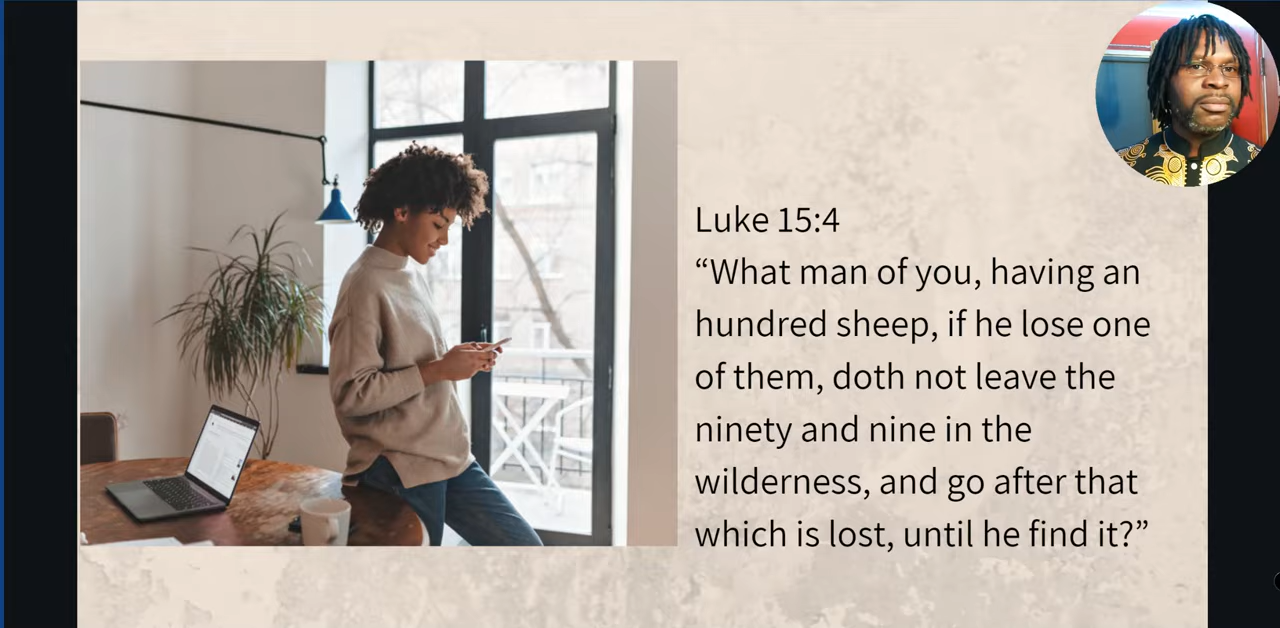 Luke 15:4
“What man of you, having an
hundred sheep, if he lose one
of them, doth not leave the
ninety and nine in the
wilderness, and go after that
which is lost, until he find it?”